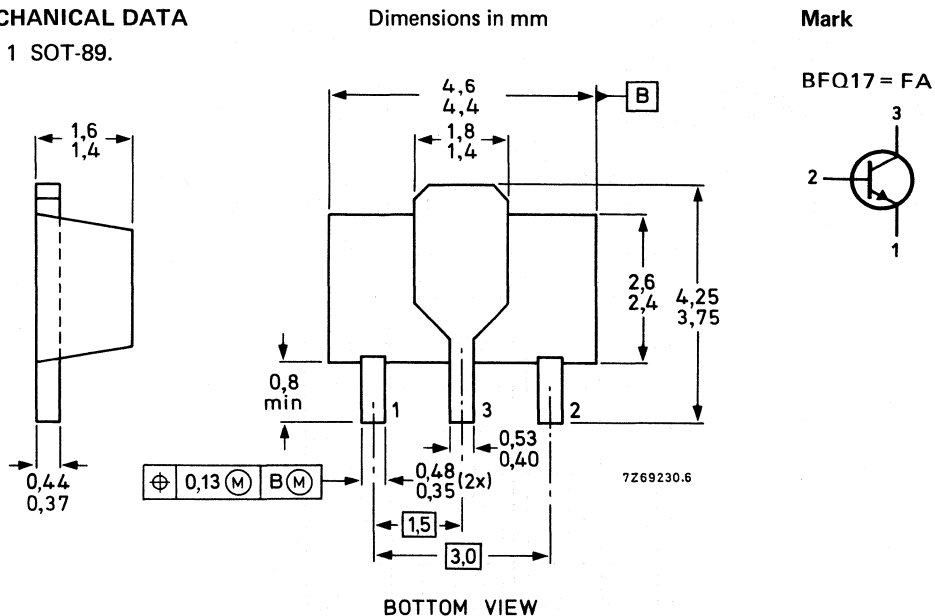 CHANICAL DATA
Dimensions in mm
Mark
1 SOT-89.
BFQ17 = FA
3
2
1
4,6
4,4
B
1,6
1,4
1,8
1,4
2,6
2,4
4,25
3,75
0,8
min
1
3
2
0,53
0,40
0,44
0,37
⌖ 0,13 Ⓜ B Ⓜ
0,48
0,35
(2x)
7Z69230.6
1,5
3,0
BOTTOM VIEW